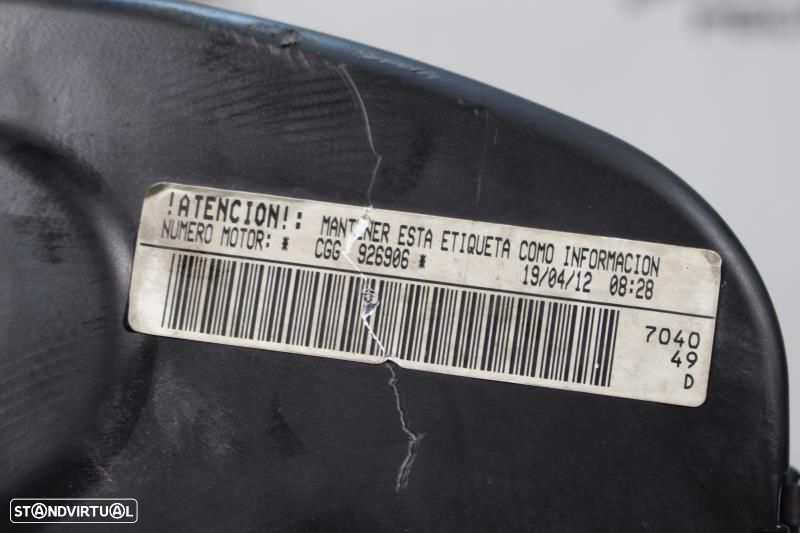 !ATENCION!: MANTENER ESTA ETIQUETA COMO INFORMACION
NUMERO MOTOR: * CGG 926906 * 19/04/12 08:28
7040
49
D
STANDVIRTUAL